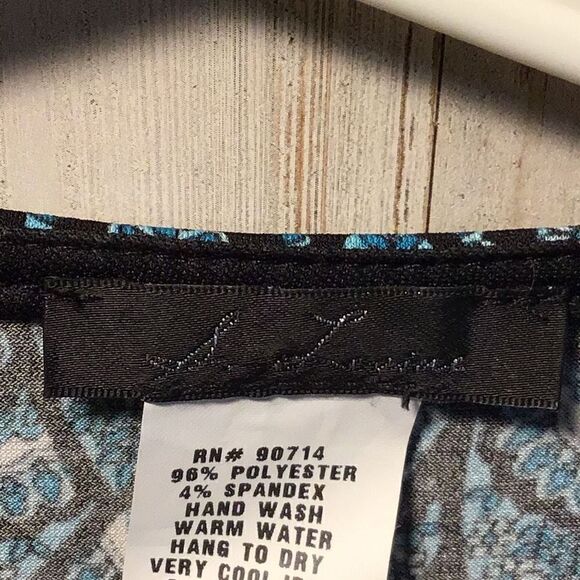 RN# 90714
96% POLYESTER
4% SPANDEX
HAND WASH
WARM WATER
HANG TO DRY
VERY COOL